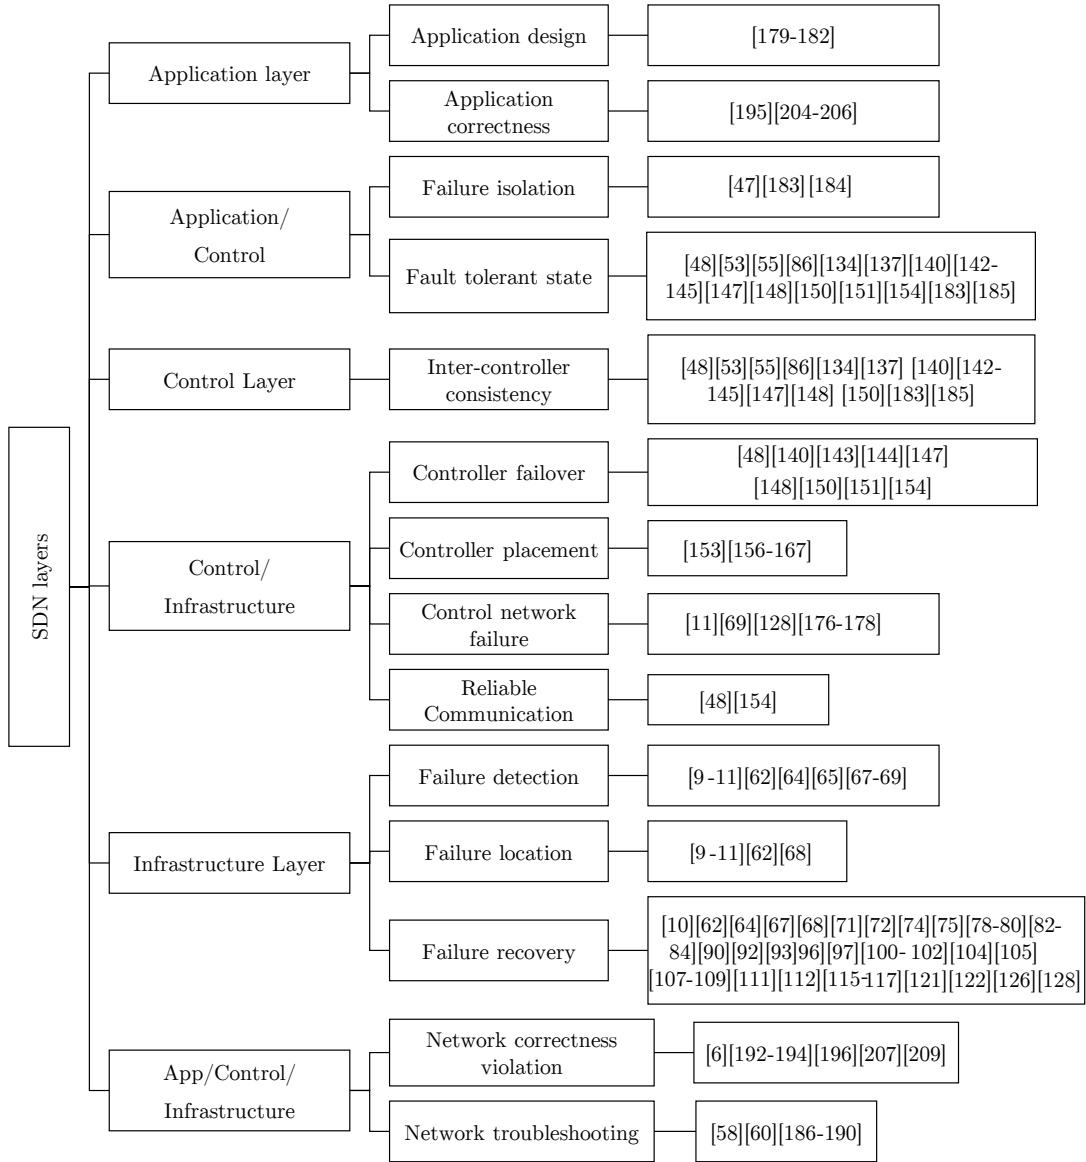 SDN layers
Application layer
Application design
[179-182]
Application
correctness
[195][204-206]
Application/
Control
Failure isolation
[47][183][184]
Fault tolerant state
[48][53][55][86][134][137][140][142-
145][147][148][150][151][154][183][185]
Control Layer
Inter-controller
consistency
[48][53][55][86][134][137] [140][142-
145][147][148] [150][183][185]
Control/
Infrastructure
Controller failover
[48][140][143][144][147]
[148][150][151][154]
Controller placement
[153][156-167]
Control network
failure
[11][69][128][176-178]
Reliable
Communication
[48][154]
Infrastructure Layer
Failure detection
[9-11][62][64][65][67-69]
Failure location
[9-11][62][68]
Failure recovery
[10][62][64][67][68][71][72][74][75][78-80][82-
84][90][92][93]96][97][100-102][104][105]
[107-109][111][112][115-117][121][122][126][128]
App/Control/
Infrastructure
Network correctness
violation
[6][192-194][196][207][209]
Network troubleshooting
[58][60][186-190]